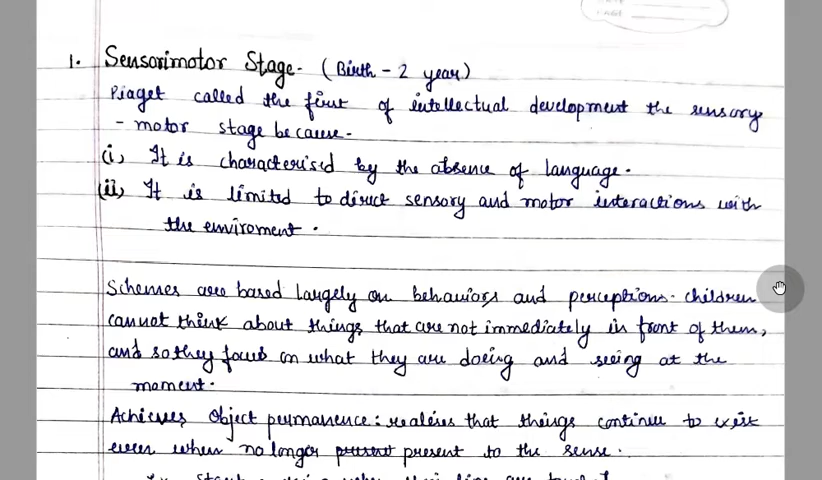 1. Sensorimotor Stage - (Birth - 2 year)
Piaget called the first of intellectual development the sensory
- motor stage because -
(i) It is characterised by the absence of language.
(ii) It is limited to direct sensory and motor interactions with
the enviroment.
Schemes are based largely on behaviors and perceptions. children
cannot think about things that are not immediately in front of them,
and so they focus on what they are doeing and seeing at the
moment.
Achieves Object permanence: realises that things continue to exist
even when no longer present present to the sense.